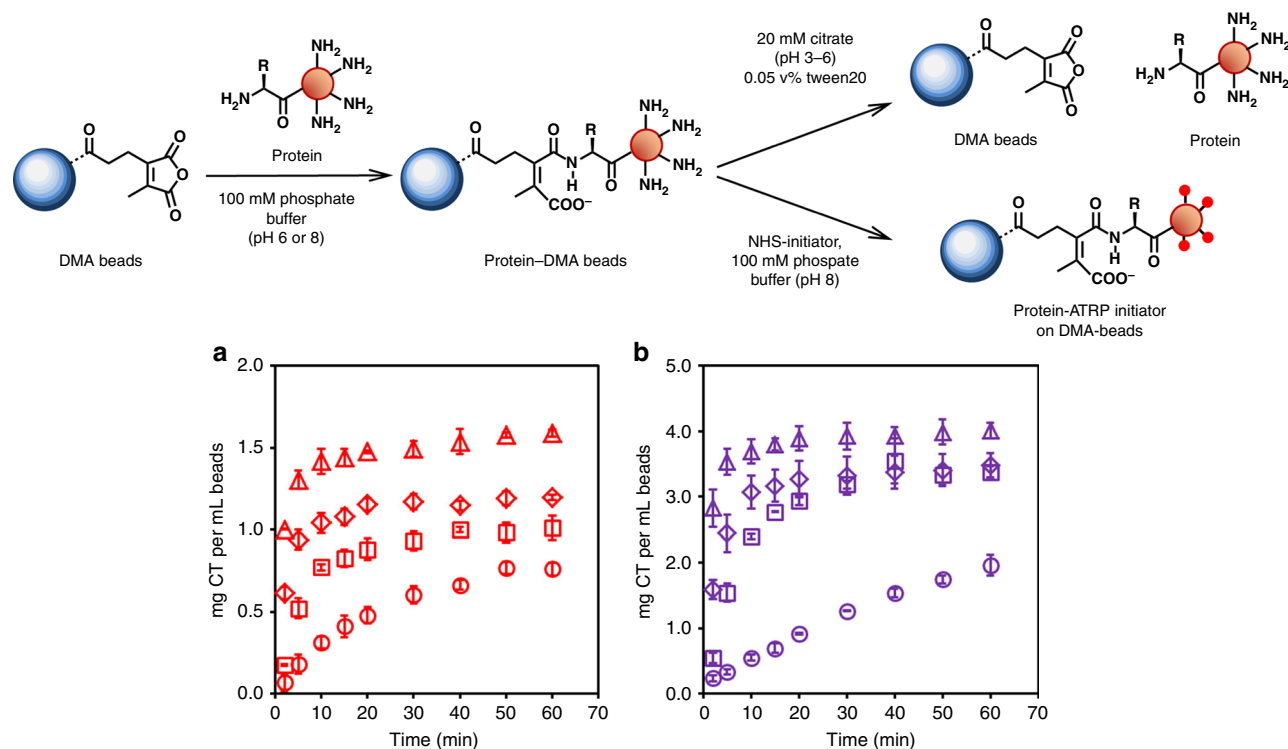 O
O
O
O
DMA beads
R
H2N
O
NH2
NH2
NH2
NH2
NH2
Protein
100 mM phosphate
buffer
(pH 6 or 8)
O
O
R
N
H
O
COO−
NH2
NH2
NH2
NH2
NH2
Protein–DMA beads
20 mM citrate
(pH 3–6)
0.05 v% tween20
O
O
O
O
DMA beads
R
H2N
O
NH2
NH2
NH2
NH2
NH2
Protein
NHS-initiator,
100 mM phospate
buffer (pH 8)
O
O
R
N
H
O
COO−
Protein-ATRP initiator
on DMA-beads
a
mg CT per mL beads
2.0
1.5
1.0
0.5
0.0
0 10 20 30 40 50 60 70
Time (min)
b
mg CT per mL beads
5.0
4.0
3.0
2.0
1.0
0.0
0 10 20 30 40 50 60 70
Time (min)